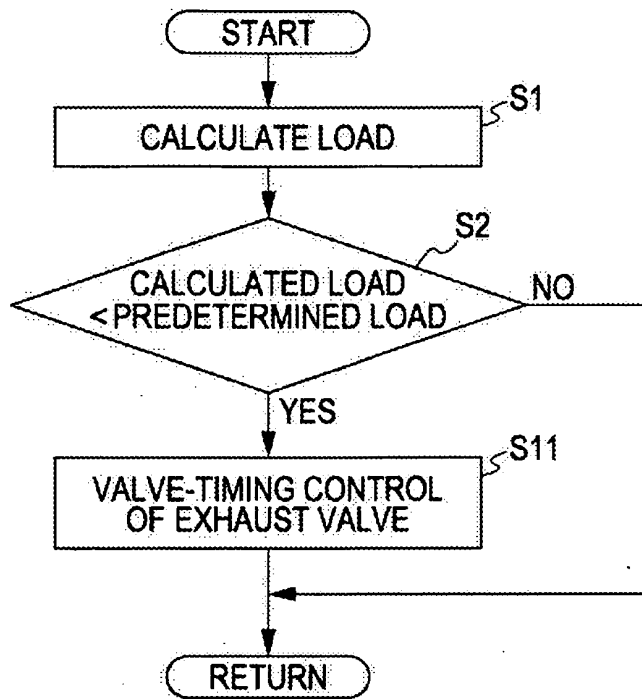 START
S1
CALCULATE LOAD
S2
CALCULATED LOAD
<PREDETERMINED LOAD
NO
YES
S11
VALVE-TIMING CONTROL
OF EXHAUST VALVE
RETURN